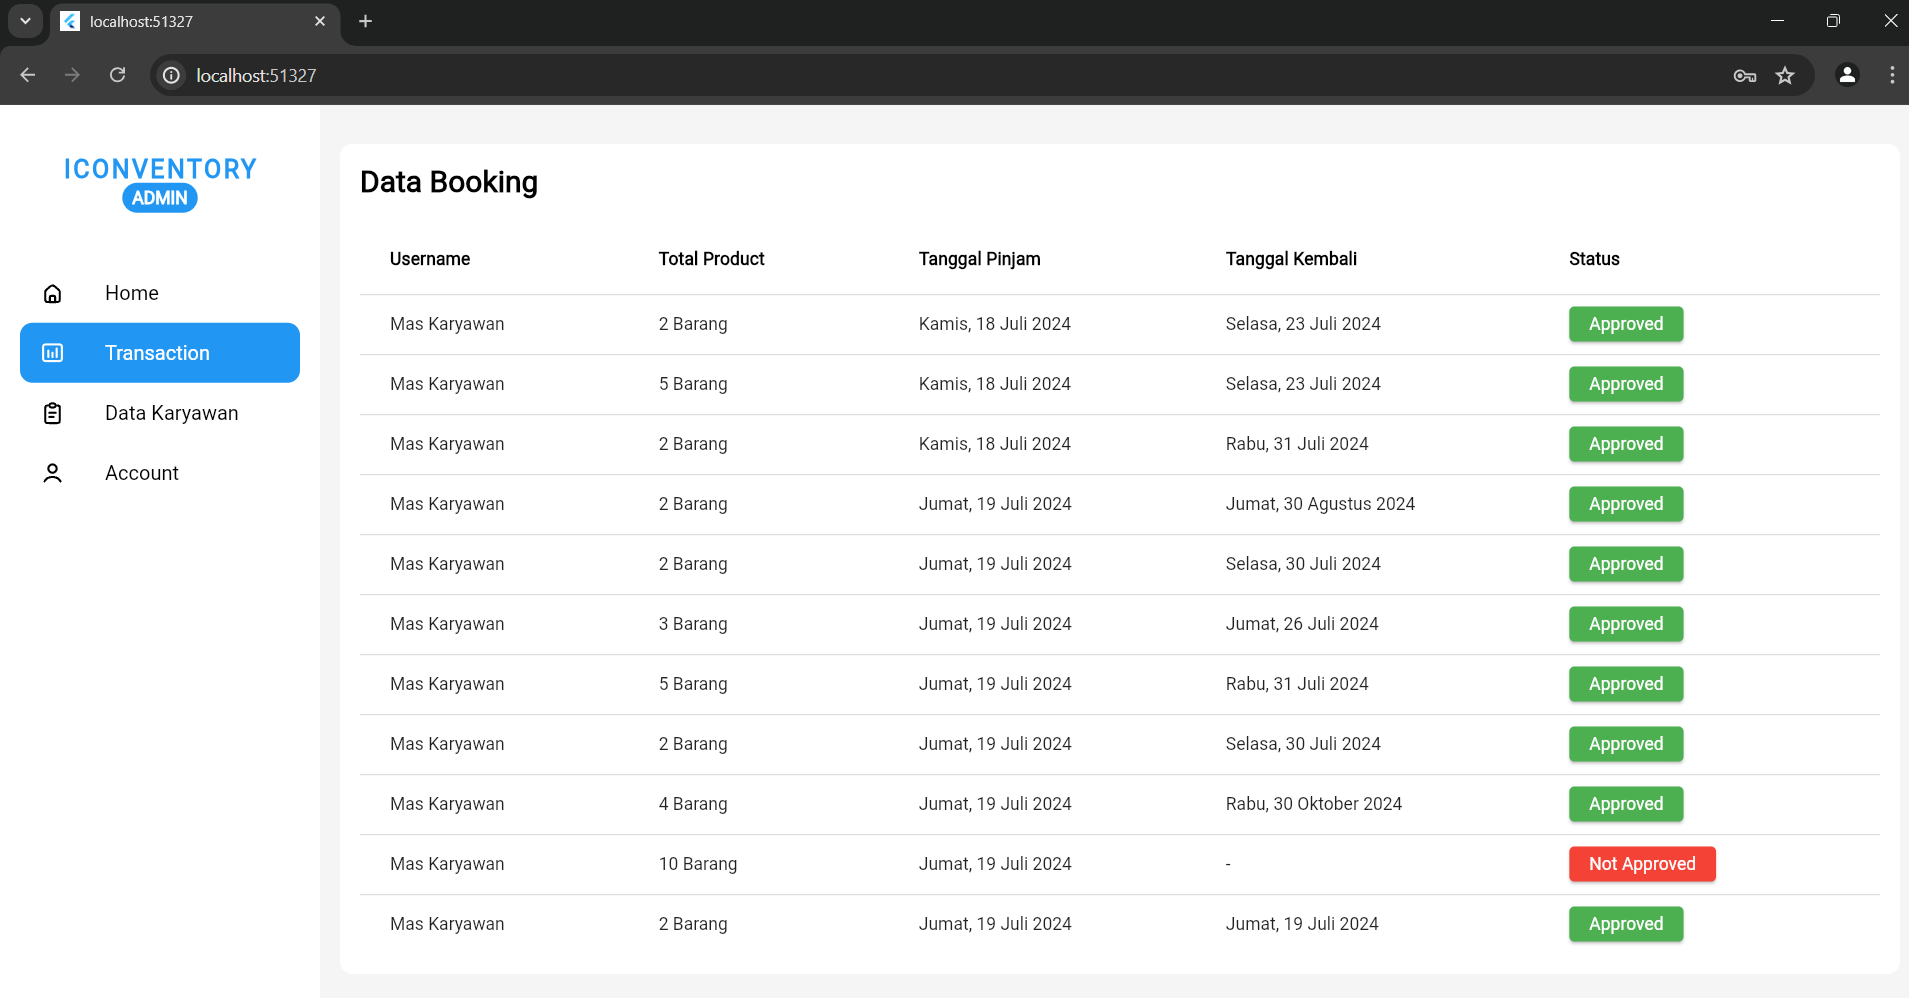 localhost:51327
localhost:51327
ICONVENTORY
ADMIN
Home
Transaction
Data Karyawan
Account
Data Booking
Username Total Product Tanggal Pinjam Tanggal Kembali Status
Mas Karyawan 2 Barang Kamis, 18 Juli 2024 Selasa, 23 Juli 2024 Approved
Mas Karyawan 5 Barang Kamis, 18 Juli 2024 Selasa, 23 Juli 2024 Approved
Mas Karyawan 2 Barang Kamis, 18 Juli 2024 Rabu, 31 Juli 2024 Approved
Mas Karyawan 2 Barang Jumat, 19 Juli 2024 Jumat, 30 Agustus 2024 Approved
Mas Karyawan 2 Barang Jumat, 19 Juli 2024 Selasa, 30 Juli 2024 Approved
Mas Karyawan 3 Barang Jumat, 19 Juli 2024 Jumat, 26 Juli 2024 Approved
Mas Karyawan 5 Barang Jumat, 19 Juli 2024 Rabu, 31 Juli 2024 Approved
Mas Karyawan 2 Barang Jumat, 19 Juli 2024 Selasa, 30 Juli 2024 Approved
Mas Karyawan 4 Barang Jumat, 19 Juli 2024 Rabu, 30 Oktober 2024 Approved
Mas Karyawan 10 Barang Jumat, 19 Juli 2024 - Not Approved
Mas Karyawan 2 Barang Jumat, 19 Juli 2024 Jumat, 19 Juli 2024 Approved